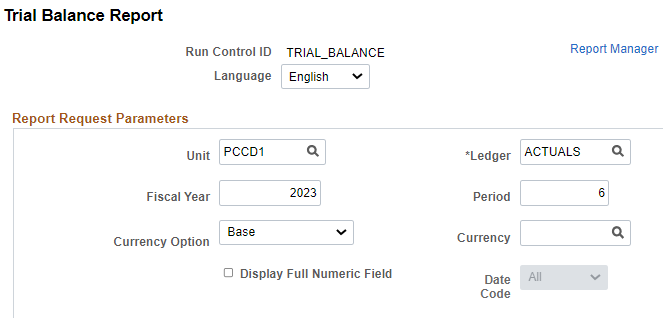 Trial Balance Report
Run Control ID TRIAL_BALANCE Report Manager
Language English
Report Request Parameters
Unit PCCD1 *Ledger ACTUALS
Fiscal Year 2023 Period 6
Currency Option Base Currency
Display Full Numeric Field Date Code All